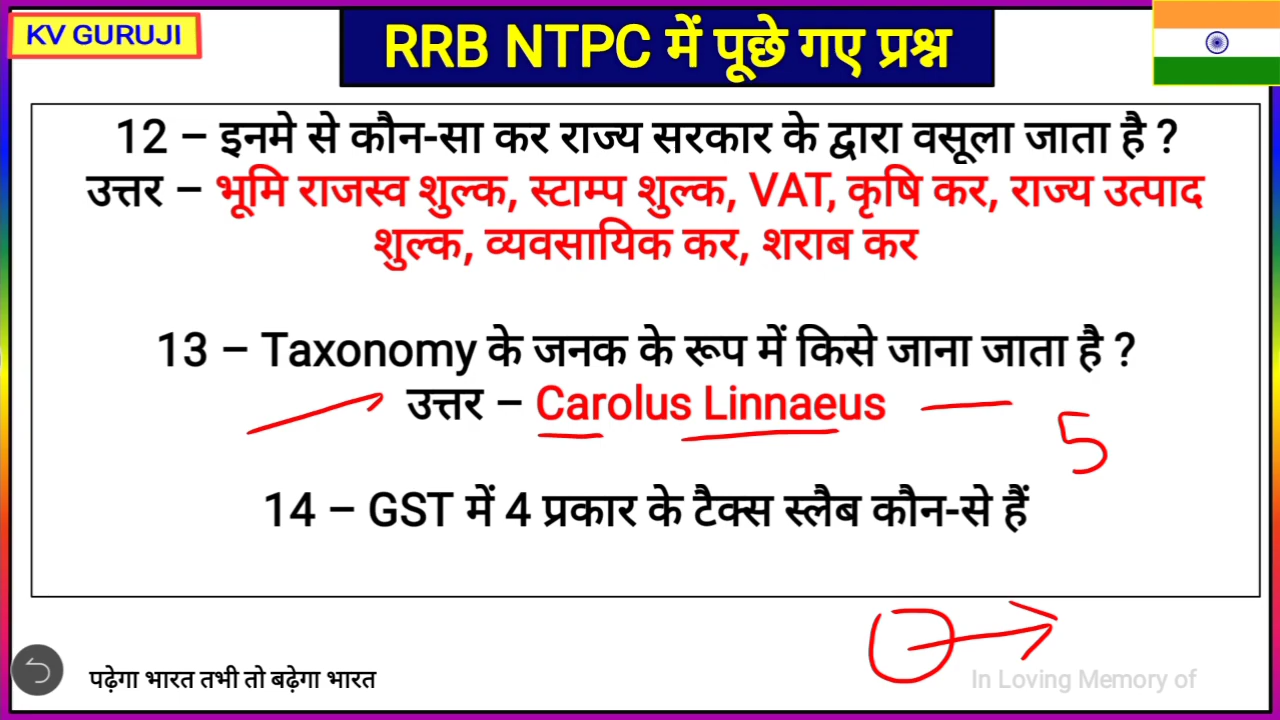 KV GURUJI
RRB NTPC में पूछे गए प्रश्न
12 – इनमे से कौन-सा कर राज्य सरकार के द्वारा वसूला जाता है ?
उत्तर – भूमि राजस्व शुल्क, स्टाम्प शुल्क, VAT, कृषि कर, राज्य उत्पाद
शुल्क, व्यवसायिक कर, शराब कर
13 – Taxonomy के जनक के रूप में किसे जाना जाता है ?
उत्तर – Carolus Linnaeus
5
14 – GST में 4 प्रकार के टैक्स स्लैब कौन-से हैं
पढ़ेगा भारत तभी तो बढ़ेगा भारत
In Loving Memory of